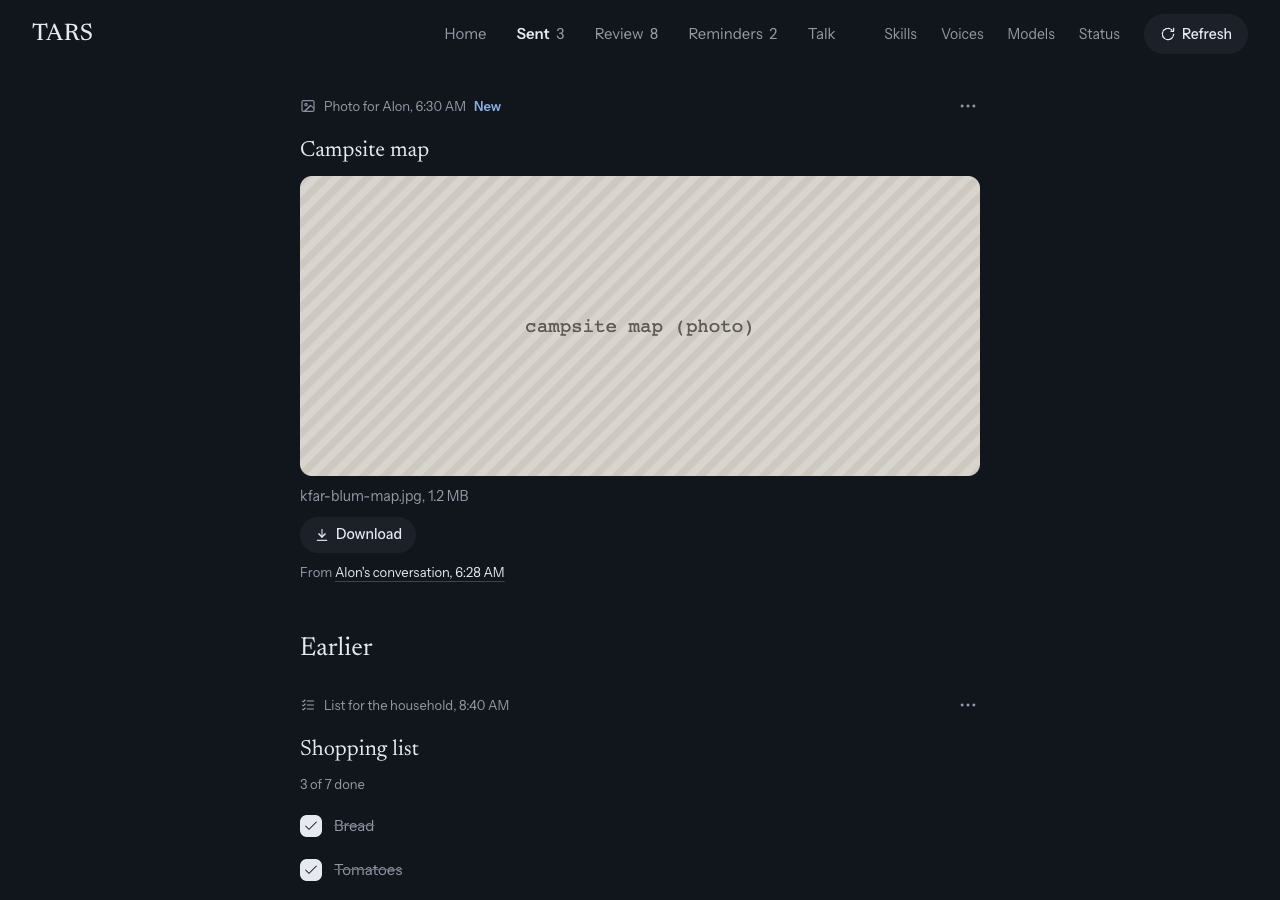 TARS
Home Sent 3 Review 8 Reminders 2 Talk Skills Voices Models Status Refresh
Photo for Alon, 6:30 AM New
Campsite map
campsite map (photo)
kfar-blum-map.jpg, 1.2 MB
Download
From Alon's conversation, 6:28 AM
Earlier
List for the household, 8:40 AM
Shopping list
3 of 7 done
Bread
Tomatoes